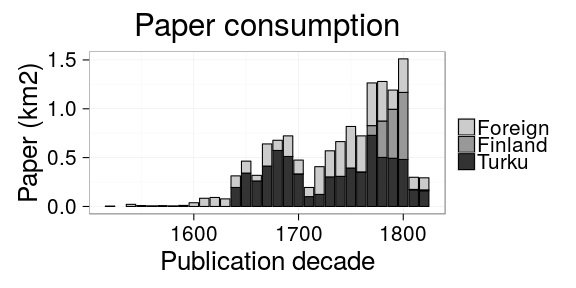 Paper consumption
Paper (km2)
1.5
1.0
0.5
0.0
1600 1700 1800
Publication decade
Foreign
Finland
Turku